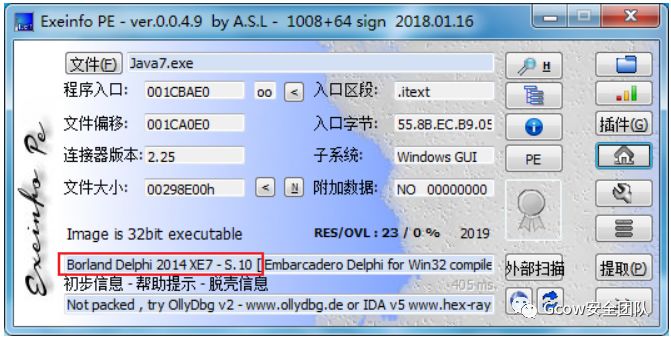 Exeinfo PE - ver.0.0.4.9 by A.S.L - 1008+64 sign 2018.01.16
文件(F) Java7.exe H
程序入口: 001CBAE0 oo < 入口区段: .itext
文件偏移: 001CA0E0 入口字节: 55.8B.EC.B9.05 插件(G)
连接器版本: 2.25 子系统: Windows GUI PE
文件大小: 00298E00h < N 附加数据: NO 00000000
Image is 32bit executable RES/OVL : 23 / 0 % 2019
Borland Delphi 2014 XE7 - S.10 [ Embarcadero Delphi for Win32 compile 外部扫描 提取(P)
初步信息 - 帮助提示 - 脱壳信息 405 ms
Not packed , try OllyDbg v2 - www.ollydbg.de or IDA v5 www.hex-ray
Exeinfo Pe
Gcow安全团队